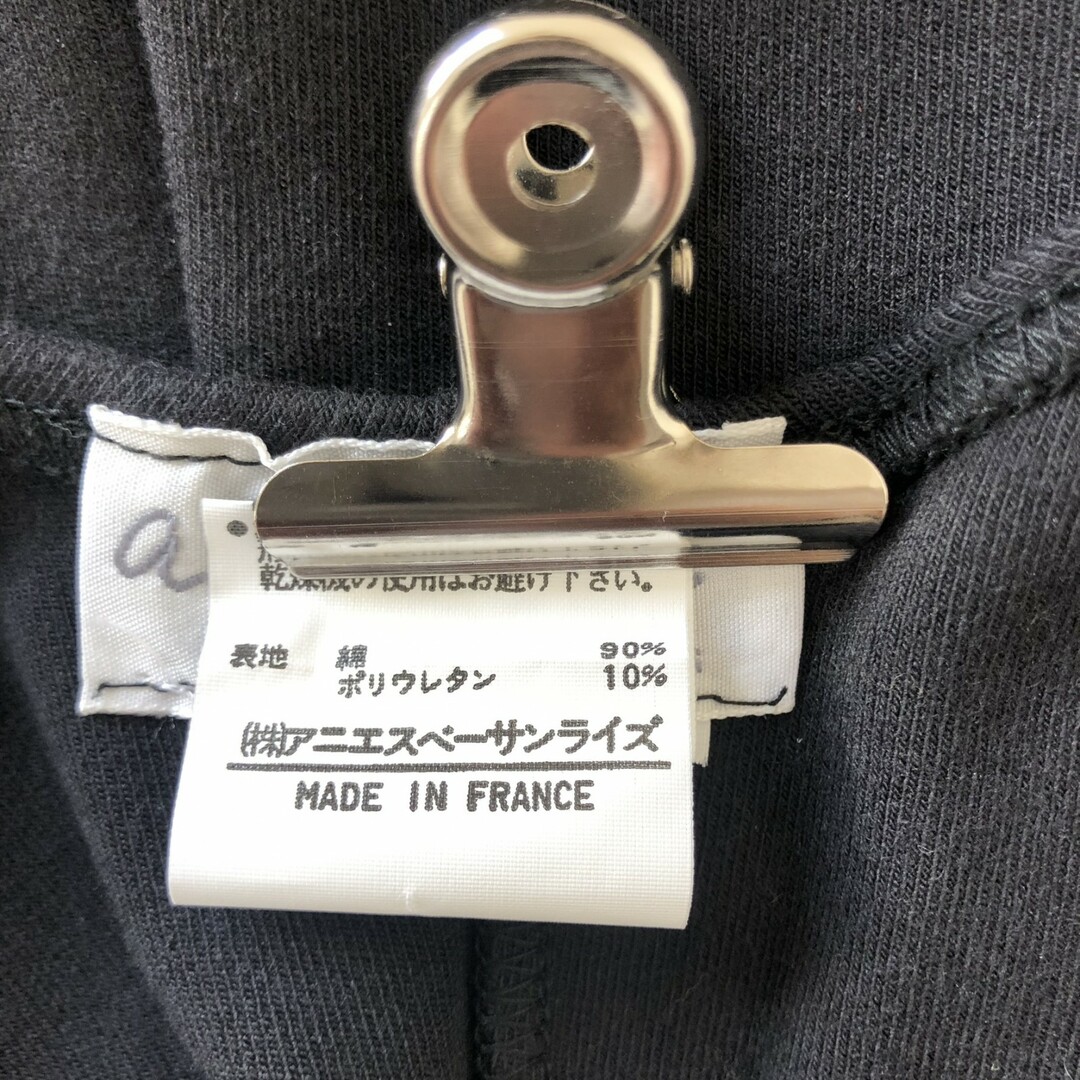 a
乾燥機の使用はお避け下さい。
表地 綿 90%
ポリウレタン 10%
(株)アニエスベーサンライズ
MADE IN FRANCE